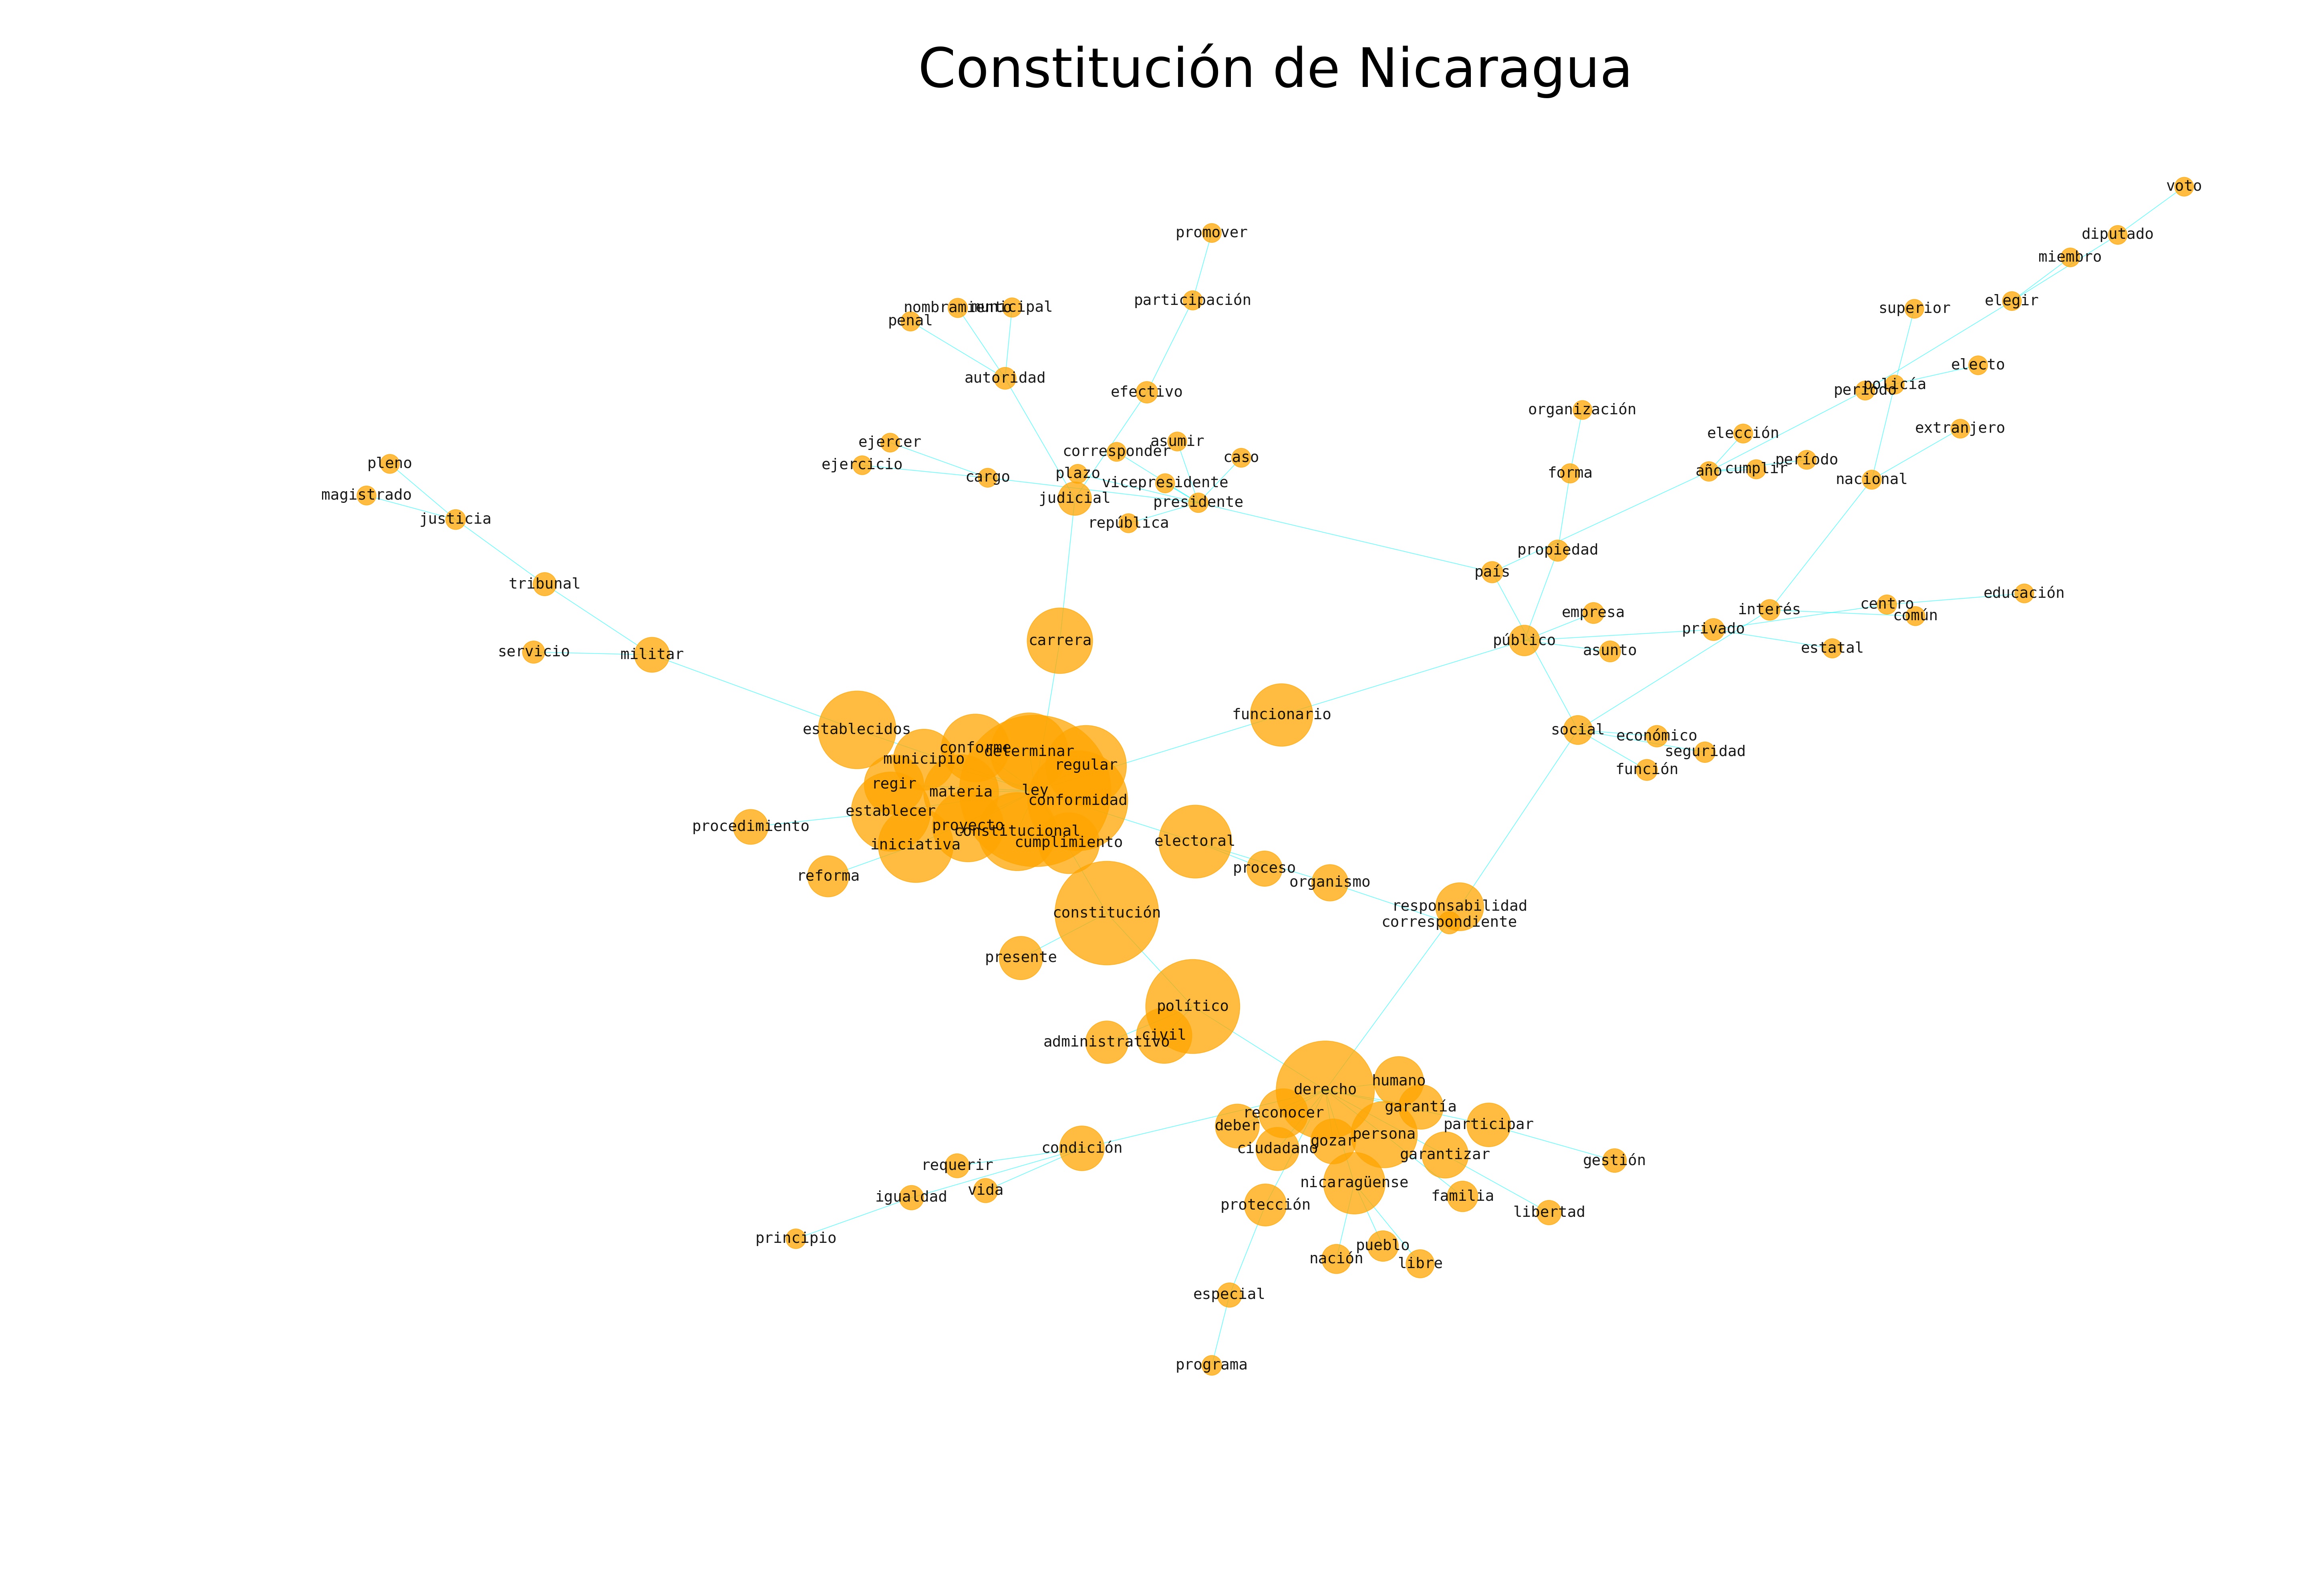 Constitución de Nicaragua
voto
promover
diputado
miembro
participación
elegir
nombramiento
municipal
superior
penal
autoridad
electo
policía
período
efectivo
organización
extranjero
elección
ejercer
asumir
corresponder
caso
período
pleno
ejercicio
año
cumplir
forma
plazo
cargo
nacional
vicepresidente
magistrado
judicial
presidente
justicia
república
propiedad
país
tribunal
educación
centro
interés
empresa
común
privado
carrera
público
estatal
asunto
servicio
militar
funcionario
establecidos
social
económico
conforme
determinar
seguridad
municipio
regular
función
regir
ley
materia
conformidad
establecer
procedimiento
proyecto
constitucional
electoral
cumplimiento
iniciativa
proceso
reforma
organismo
responsabilidad
constitución
correspondiente
presente
político
civil
administrativo
humano
derecho
garantía
reconocer
participar
deber
persona
gozar
ciudadano
condición
garantizar
gestión
requerir
nicaragüense
vida
igualdad
familia
protección
libertad
principio
pueblo
nación
libre
especial
programa